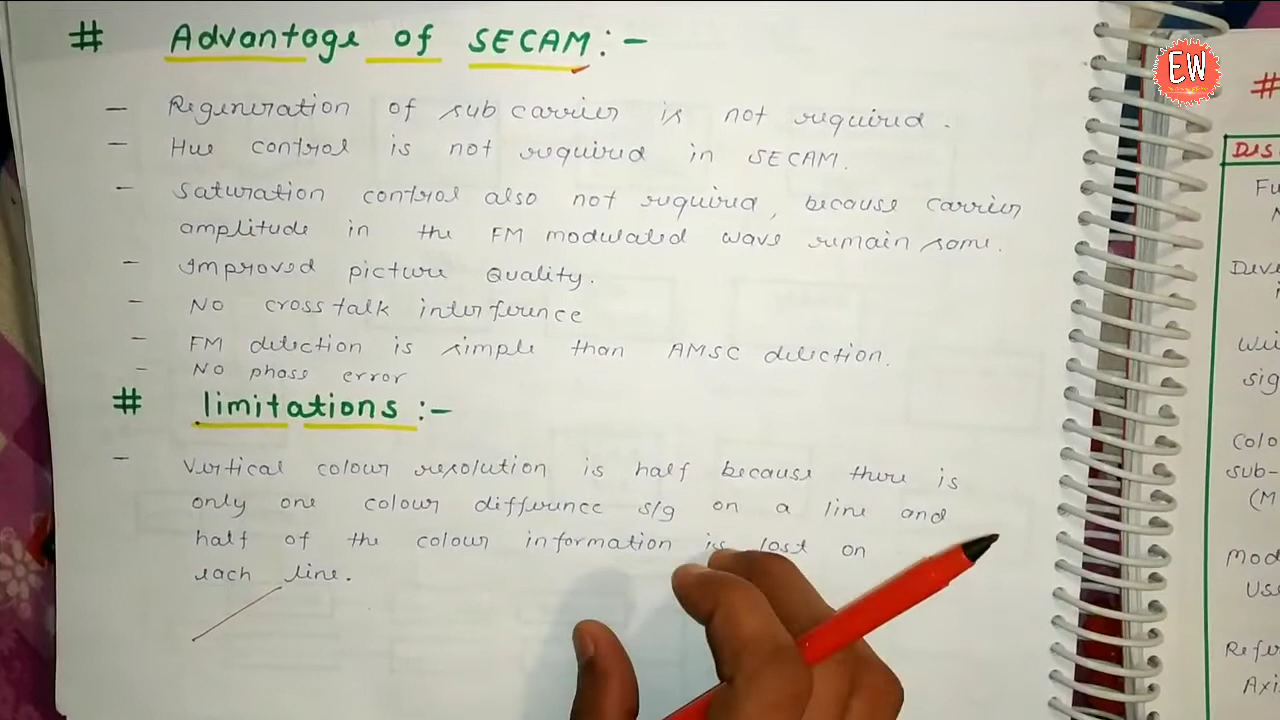 # Advantage of SECAM:-
- Regeneration of sub carrier is not required.
- Hue control is not required in SECAM.
- Saturation control also not required, because carrier
amplitude in the FM modulated wave remain same.
- Improved picture Quality.
- No cross talk interference
- FM detection is simple than AMSC detection.
- No phase error
# limitations :-
- Vertical colour resolution is half because there is
only one colour difference s/g on a line and
half of the colour information is lost on
each line.
EW
#
DIS
Fu
Deve
sig
Colo
sub-
(M
Mod
Us
Refe
Axi